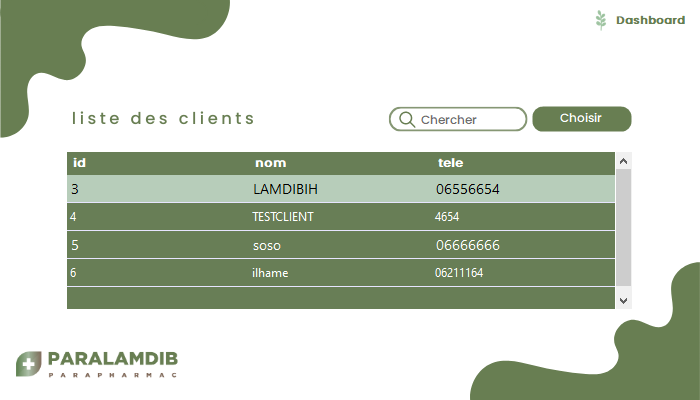 Dashboard
liste des clients
Chercher
Choisir
id nom tele
3 LAMDIBIH 06556654
4 TESTCLIENT 4654
5 soso 06666666
6 ilhame 06211164
PARALAMDIB
PARAPHARMAC